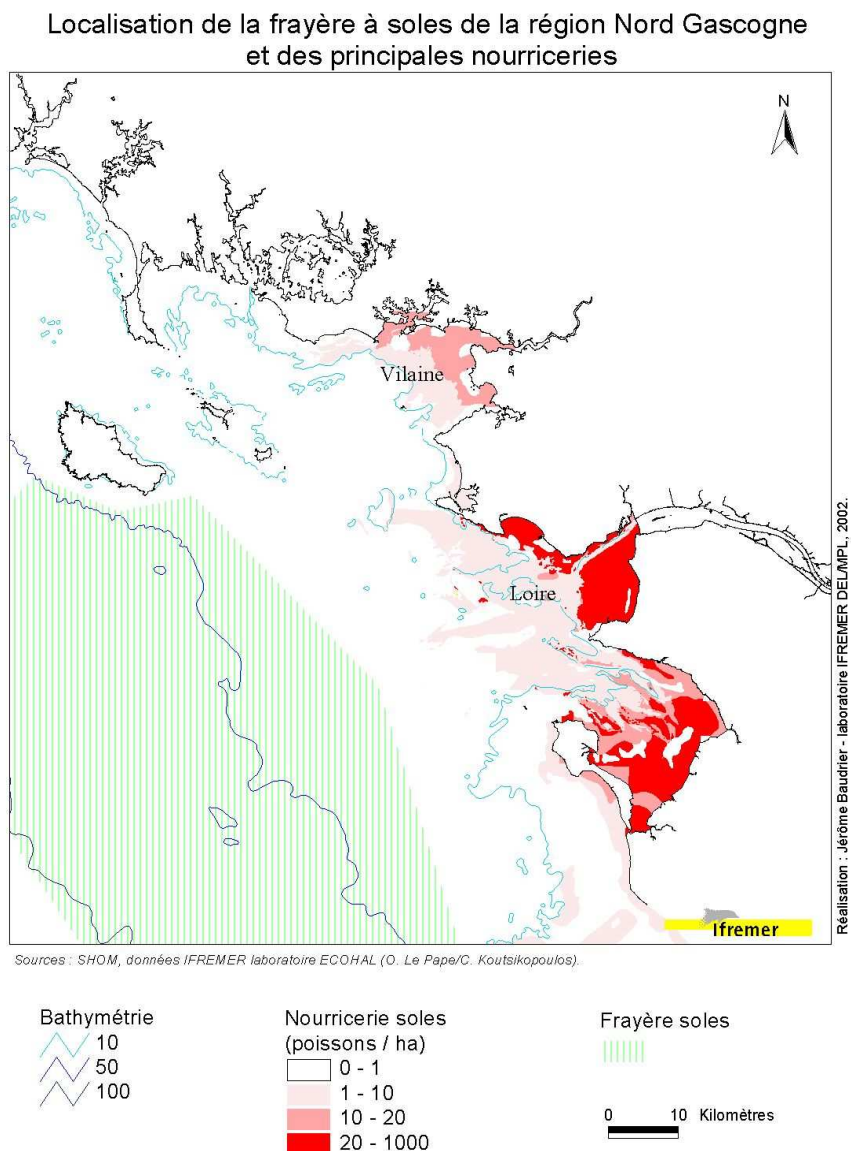 Localisation de la frayère à soles de la région Nord Gascogne
et des principales nourriceries
N
Vilaine
Loire
Réalisation : Jérôme Baudrier - laboratoire IFREMER DEL/MPL, 2002.
Ifremer
Sources : SHOM, données IFREMER laboratoire ECOHAL (O. Le Pape/C. Koutsikopoulos).
Bathymétrie
10
50
100
Nourricerie soles
(poissons / ha)
0 - 1
1 - 10
10 - 20
20 - 1000
Frayère soles
0 10 Kilomètres